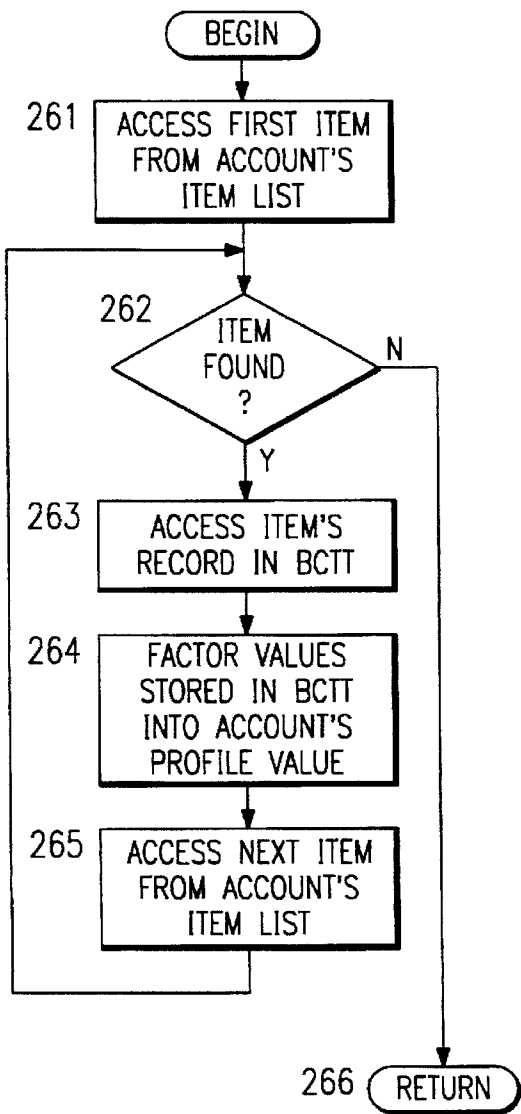 BEGIN
261
ACCESS FIRST ITEM
FROM ACCOUNT'S
ITEM LIST
262
ITEM
FOUND
?
N
Y
263
ACCESS ITEM'S
RECORD IN BCTT
264
FACTOR VALUES
STORED IN BCTT
INTO ACCOUNT'S
PROFILE VALUE
265
ACCESS NEXT ITEM
FROM ACCOUNT'S
ITEM LIST
266
RETURN